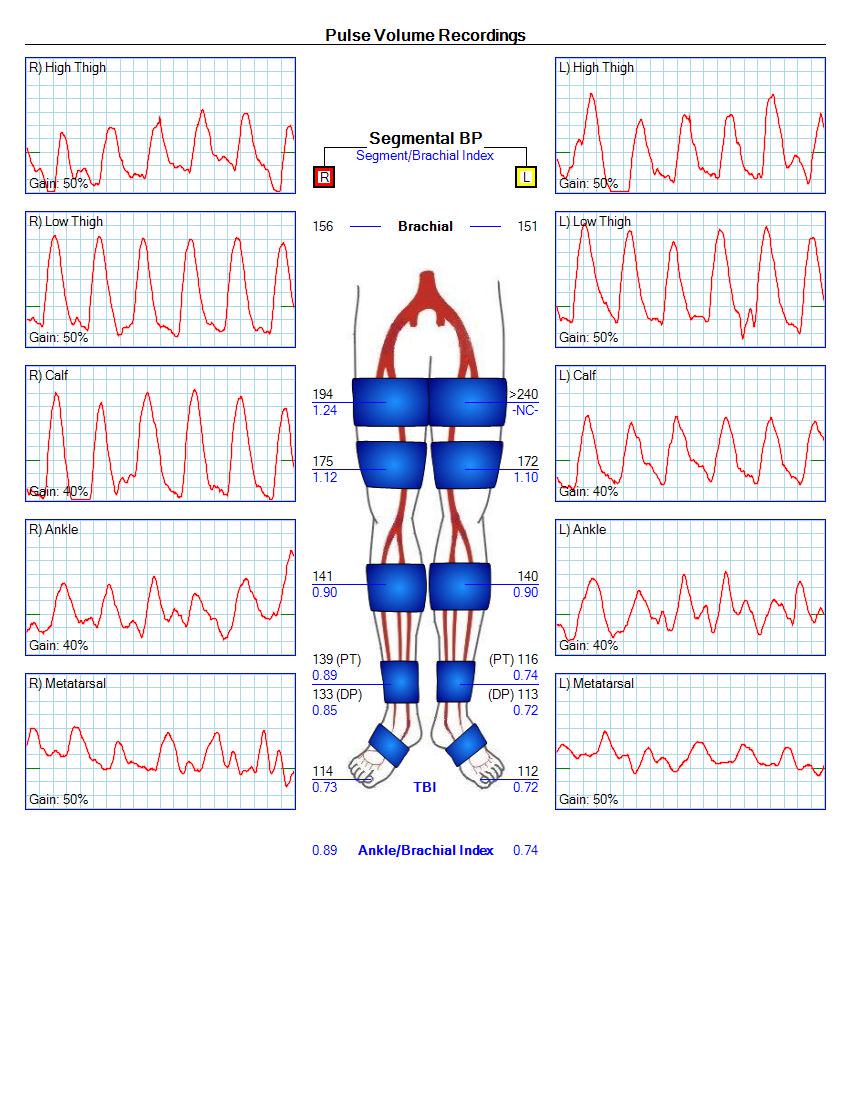 Pulse Volume Recordings
R) High Thigh
Gain: 50%
L) High Thigh
Gain: 50%
Segmental BP
Segment/Brachial Index
R
L
156 Brachial 151
R) Low Thigh
Gain: 50%
L) Low Thigh
Gain: 50%
R) Calf
Gain: 40%
L) Calf
Gain: 40%
194 >240
1.24 -NC-
175 172
1.12 1.10
R) Ankle
Gain: 40%
L) Ankle
Gain: 40%
141 140
0.90 0.90
139 (PT) (PT) 116
0.89 0.74
133 (DP) (DP) 113
0.85 0.72
R) Metatarsal
Gain: 50%
L) Metatarsal
Gain: 50%
114 112
0.73 TBI 0.72
0.89 Ankle/Brachial Index 0.74